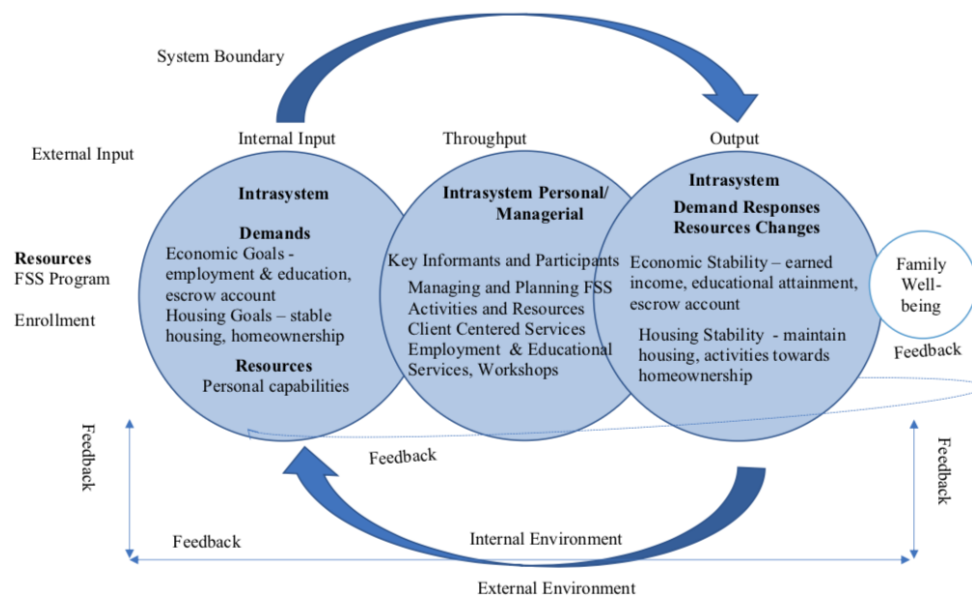 System Boundary
External Input
Internal Input
Throughput
Output
Resources
FSS Program
Enrollment
Intrasystem
Demands
Economic Goals -
employment & education,
escrow account
Housing Goals – stable
housing, homeownership
Resources
Personal capabilities
Intrasystem Personal/
Managerial
Key Informants and Participants
Managing and Planning FSS
Activities and Resources
Client Centered Services
Employment & Educational
Services, Workshops
Intrasystem
Demand Responses
Resources Changes
Economic Stability – earned
income, educational attainment,
escrow account
Housing Stability - maintain
housing, activities towards
homeownership
Family
Well-
being
Feedback
Feedback
Feedback
Feedback
Feedback
Internal Environment
External Environment